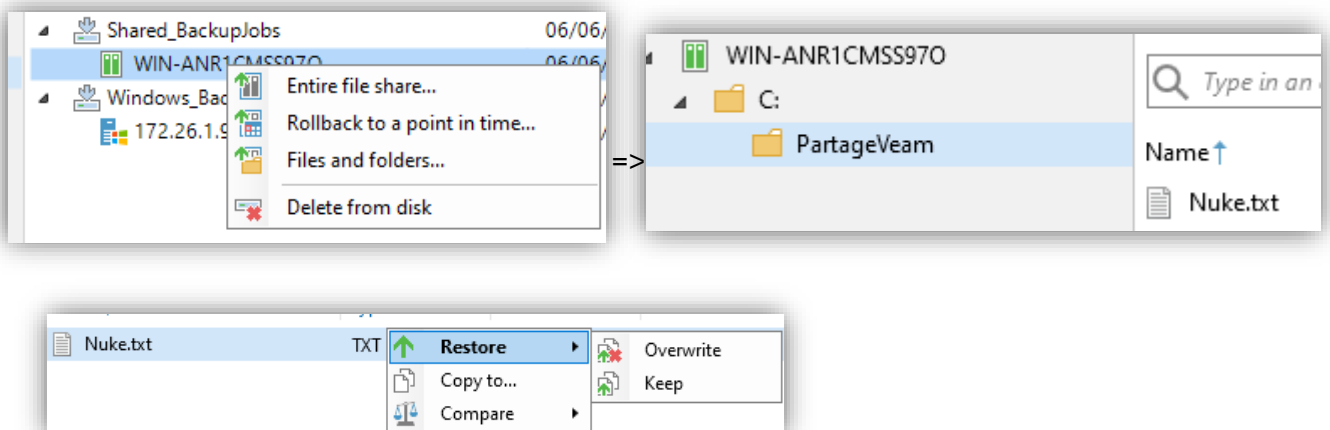 Shared_BackupJobs 06/06/
WIN-ANR1CMSS97O 06/06/
Windows_Bac
172.26.1.9
Entire file share...
Rollback to a point in time...
Files and folders...
Delete from disk
=>
WIN-ANR1CMSS97O
C:
PartageVeam
Type in an
Name
Nuke.txt
Nuke.txt TXT
Restore
Copy to...
Compare
Overwrite
Keep